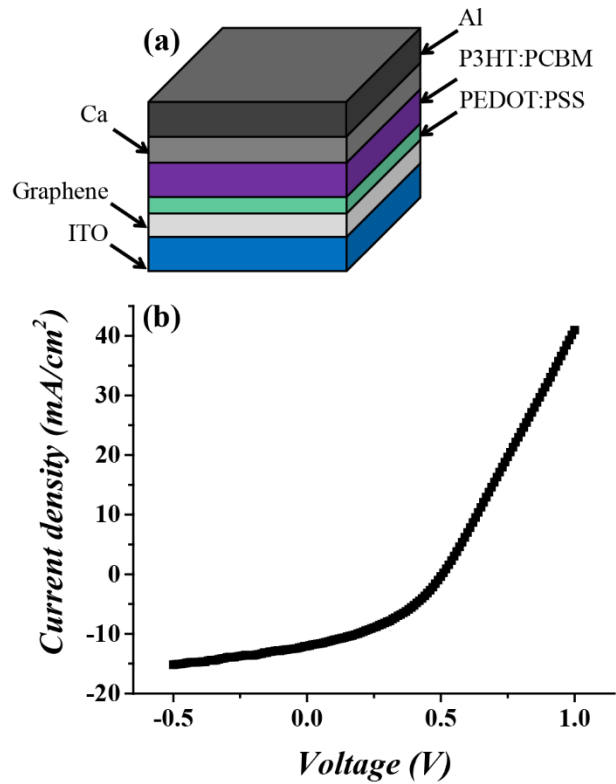 (a)
Al
P3HT:PCBM
PEDOT:PSS
Ca
Graphene
ITO
(b)
Current density (mA/cm²)
40
30
20
10
0
-10
-20
-0.5 0.0 0.5 1.0
Voltage (V)